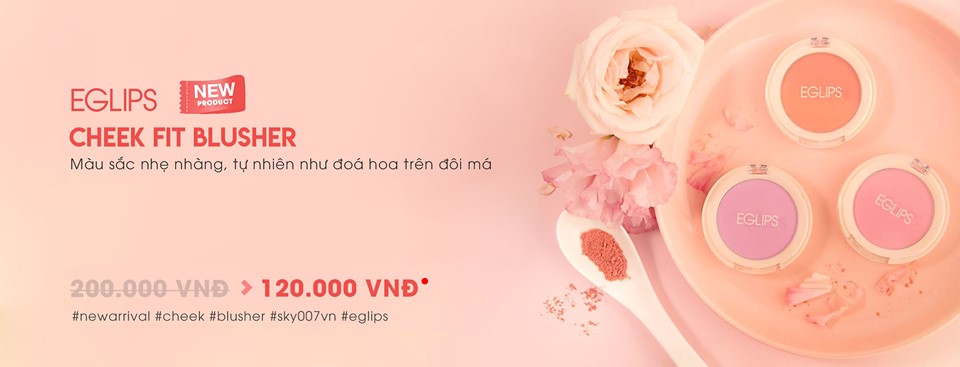 EGLIPS NEW PRODUCT
CHEEK FIT BLUSHER
Màu sắc nhẹ nhàng, tự nhiên như đoá hoa trên đôi má
200.000 VNĐ > 120.000 VNĐ
#newarrival #cheek #blusher #sky007vn #eglips
EGLIPS
EGLIPS
EGLIPS